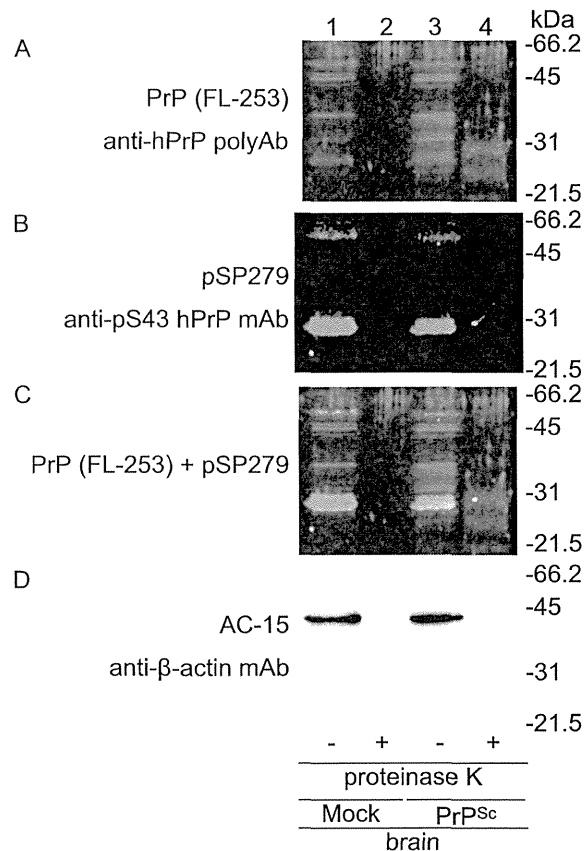 1 2 3 4 kDa
A
-66.2
-45
PrP (FL-253)
anti-hPrP polyAb
-31
-21.5
B
-66.2
-45
pSP279
anti-pS43 hPrP mAb
-31
-21.5
C
-66.2
-45
PrP (FL-253) + pSP279
-31
-21.5
D
-66.2
-45
AC-15
anti-β-actin mAb
-31
-21.5
- + - +
proteinase K
Mock PrPSc
brain